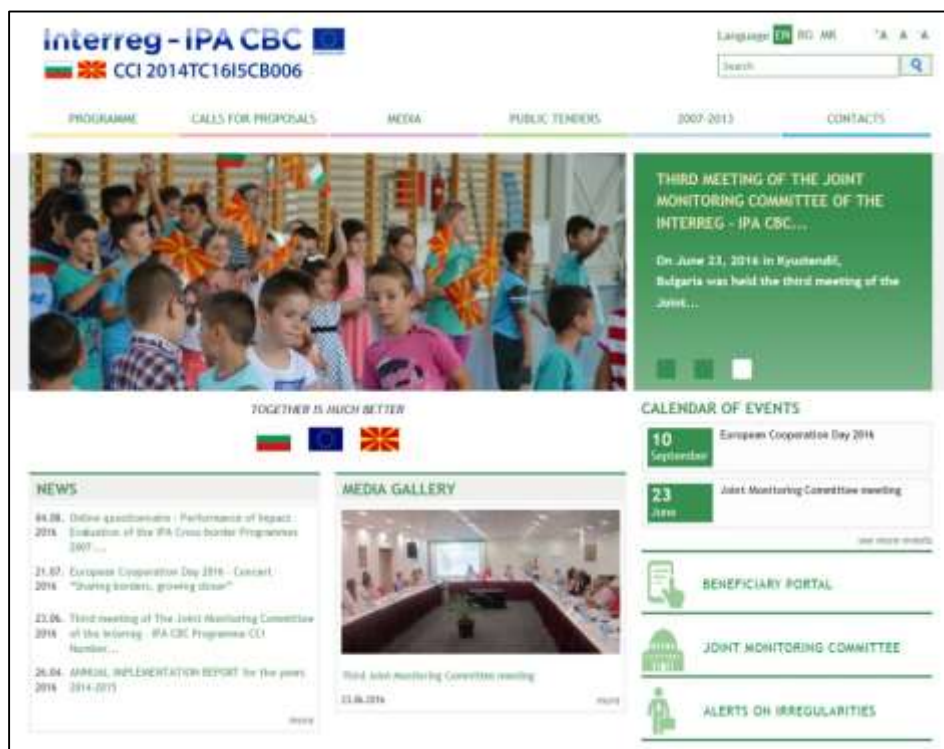 Interreg - IPA CBC
CCI 2014TC16I5CB006
Language EN BG MK
A A A
Search
PROGRAMME
CALLS FOR PROPOSALS
MEDIA
PUBLIC TENDERS
2007-2013
CONTACTS
THIRD MEETING OF THE JOINT
MONITORING COMMITTEE OF THE
INTERREG - IPA CBC...
On June 23, 2016 in Kyustendil,
Bulgaria was held the third meeting of the
Joint...
TOGETHER IS MUCH BETTER
NEWS
04.08. Online questionnaire - Performance of Impact
2016 Evaluation of the IPA Cross-border Programmes
2007...
21.07. European Cooperation Day 2016 - Concert
2016 "Sharing borders, growing closer"
23.06. Third meeting of The Joint Monitoring Committee
2016 of the Interreg - IPA CBC Programme CCI
Number...
26.04. ANNUAL IMPLEMENTATION REPORT for the years
2016 2014-2015
more
MEDIA GALLERY
Third Joint Monitoring Committee meeting
23.06.2016
more
CALENDAR OF EVENTS
10
September
European Cooperation Day 2016
23
June
Joint Monitoring Committee meeting
see more events
BENEFICIARY PORTAL
JOINT MONITORING COMMITTEE
ALERTS ON IRREGULARITIES